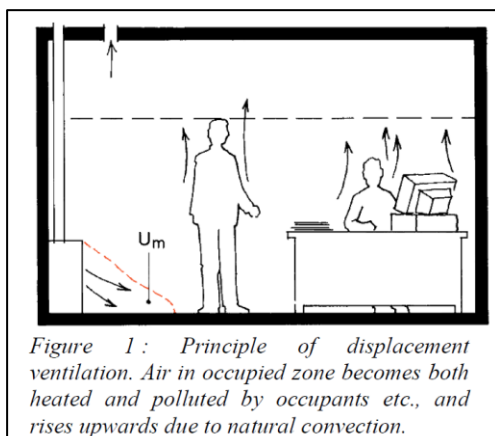 Um
Figure 1 : Principle of displacement
ventilation. Air in occupied zone becomes both
heated and polluted by occupants etc., and
rises upwards due to natural convection.